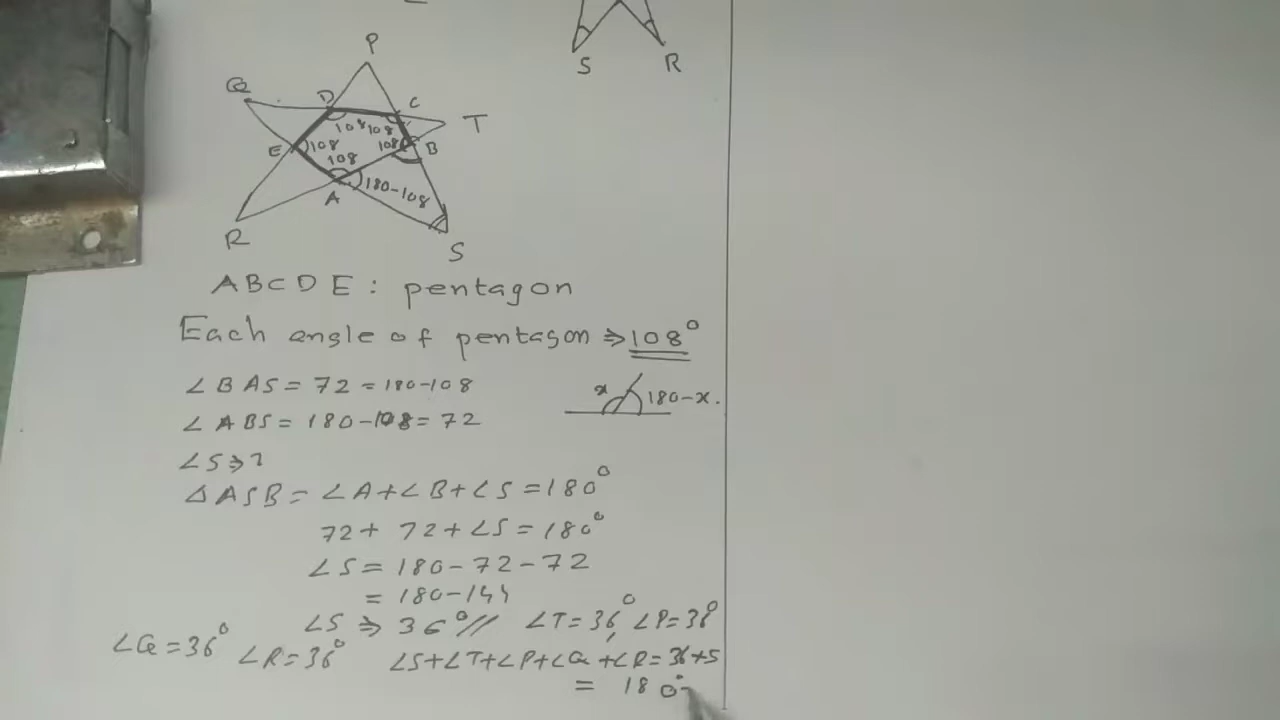 S R
P
Q D C T
108 108
E 108 108 B
108
A 180-108
R S
ABCDE : pentagon
Each angle of pentagon ⇒ 108°
∠BAS = 72 = 180-108
x 180-x.
∠ABS = 180-108 = 72
∠S ⇒ ?
△ASB = ∠A+∠B+∠S = 180°
72 + 72 + ∠S = 180°
∠S = 180 - 72 - 72
= 180 - 144
∠S ⇒ 36° // ∠T = 36°, ∠P = 36°
∠Q = 36° ∠R = 36° ∠S+∠T+∠P+∠Q+∠R = 36+5
= 180°